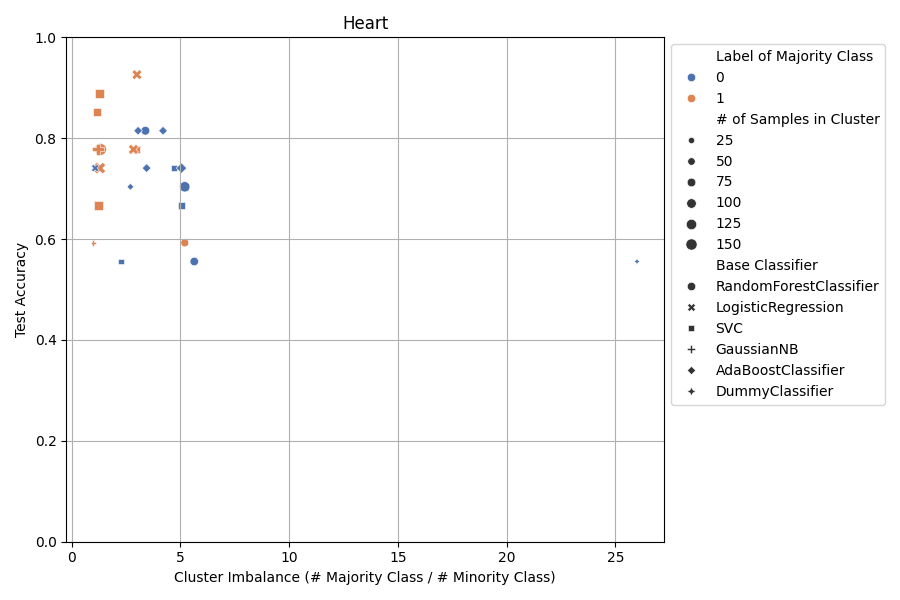 Heart
1.0
0.8
0.6
0.4
0.2
0.0
Test Accuracy
0
5
10
15
20
25
Cluster Imbalance (# Majority Class / # Minority Class)
Label of Majority Class
0
1
# of Samples in Cluster
25
50
75
100
125
150
Base Classifier
RandomForestClassifier
LogisticRegression
SVC
GaussianNB
AdaBoostClassifier
DummyClassifier